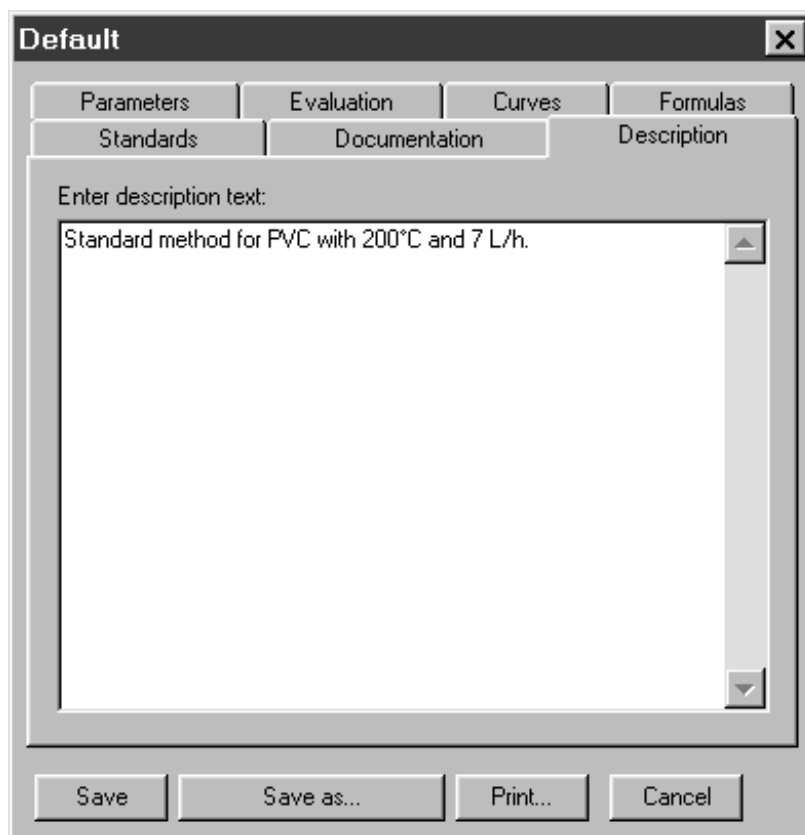 Default
Parameters Evaluation Curves Formulas
Standards Documentation Description
Enter description text:
Standard method for PVC with 200°C and 7 L/h.
Save Save as... Print... Cancel